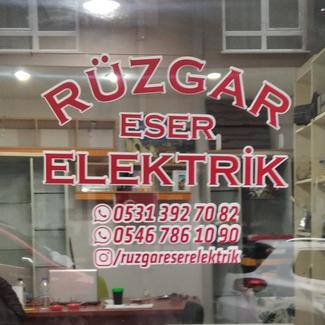 RÜZGAR
ESER
ELEKTRİK
0531 392 70 82
0546 786 10 90
/ruzgareserelektrik